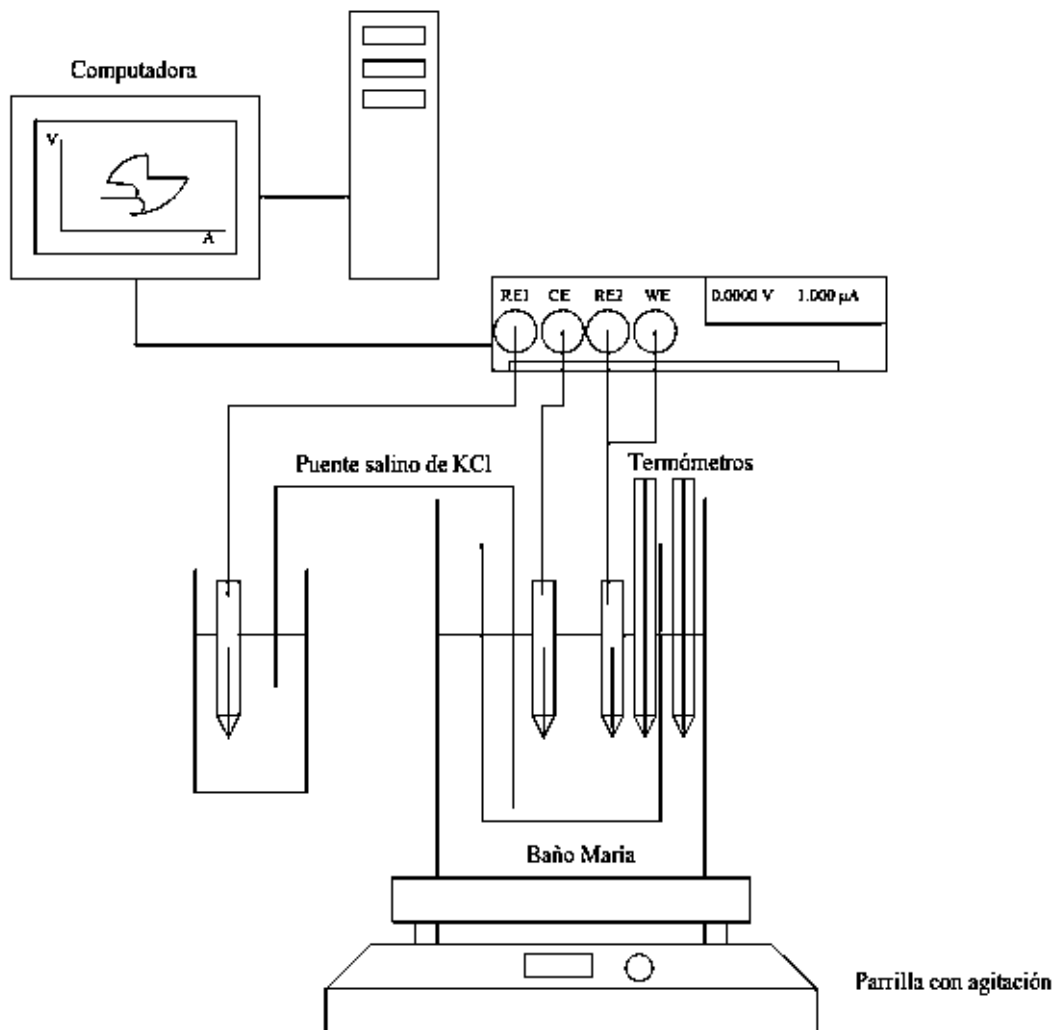 Computadora
V
A
RE1 CE RE2 WE 0.0000 V 1.000 µA
Puente salino de KCl
Termómetros
Baño Maria
Parrilla con agitación